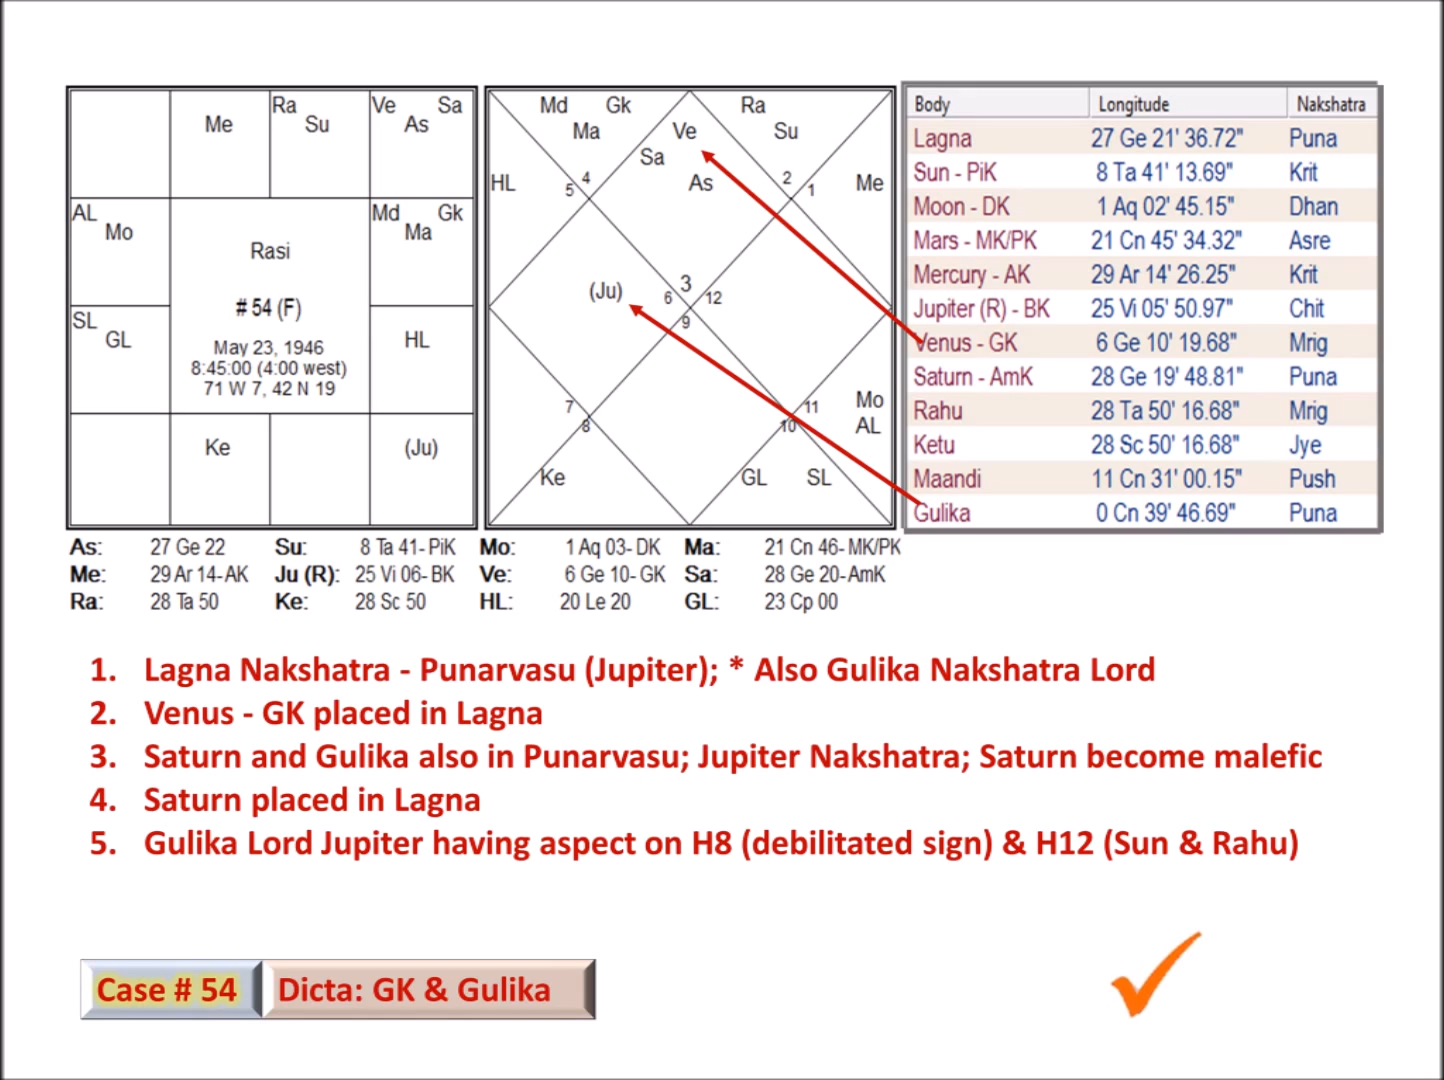 Me
Ra
Su
Ve Sa
As
AL
Mo
Md Gk
Ma
Rasi
# 54 (F)
May 23, 1946
8:45:00 (4:00 west)
71 W 7, 42 N 19
SL
GL
HL
Ke
(Ju)
Md Gk
Ma
Ve
Sa
As
Ra
Su
HL
5 4
2 1
Me
(Ju)
3
6 12
9
7
8
11
10
Mo
AL
Ke
GL SL
Body Longitude Nakshatra
Lagna 27 Ge 21' 36.72" Puna
Sun - PiK 8 Ta 41' 13.69" Krit
Moon - DK 1 Aq 02' 45.15" Dhan
Mars - MK/PK 21 Cn 45' 34.32" Asre
Mercury - AK 29 Ar 14' 26.25" Krit
Jupiter (R) - BK 25 Vi 05' 50.97" Chit
Venus - GK 6 Ge 10' 19.68" Mrig
Saturn - AmK 28 Ge 19' 48.81" Puna
Rahu 28 Ta 50' 16.68" Mrig
Ketu 28 Sc 50' 16.68" Jye
Maandi 11 Cn 31' 00.15" Push
Gulika 0 Cn 39' 46.69" Puna
As: 27 Ge 22 Su: 8 Ta 41- PiK Mo: 1 Aq 03- DK Ma: 21 Cn 46- MK/PK
Me: 29 Ar 14- AK Ju (R): 25 Vi 06- BK Ve: 6 Ge 10- GK Sa: 28 Ge 20- AmK
Ra: 28 Ta 50 Ke: 28 Sc 50 HL: 20 Le 20 GL: 23 Cp 00
1. Lagna Nakshatra - Punarvasu (Jupiter); * Also Gulika Nakshatra Lord
2. Venus - GK placed in Lagna
3. Saturn and Gulika also in Punarvasu; Jupiter Nakshatra; Saturn become malefic
4. Saturn placed in Lagna
5. Gulika Lord Jupiter having aspect on H8 (debilitated sign) & H12 (Sun & Rahu)
Case # 54 Dicta: GK & Gulika